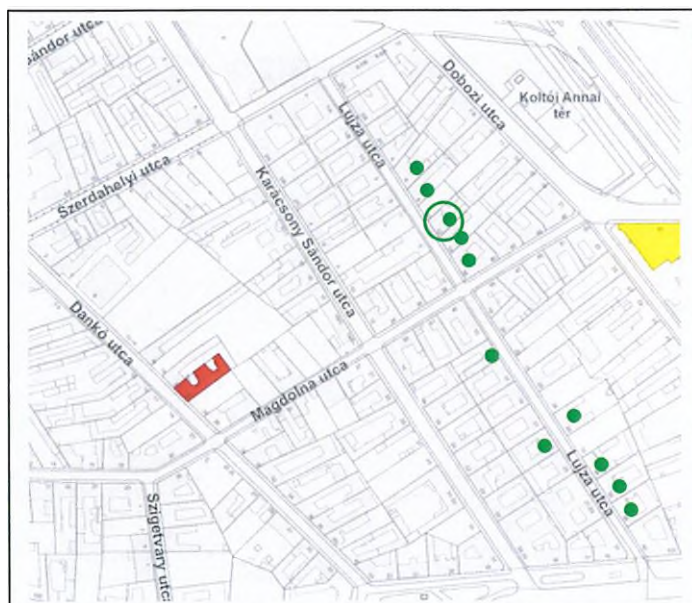 Sándor utca
Dobozi utca
Koltói Annai
tér
Lujza utca
Szerdahelyi utca
Karácsony Sándor utca
Dankó utca
Magdolna utca
Lujza utca
Szigetvary utca